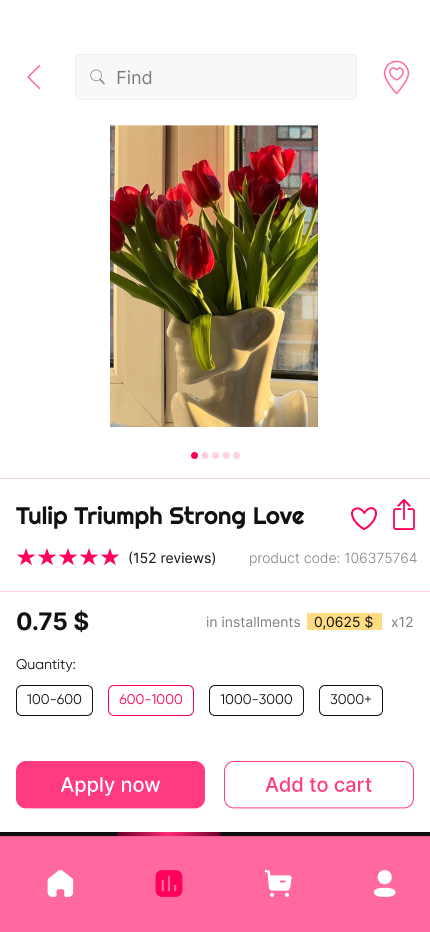 Find
Tulip Triumph Strong Love
(152 reviews) product code: 106375764
0.75 $ in installments 0,0625 $ x12
Quantity:
100-600 600-1000 1000-3000 3000+
Apply now Add to cart